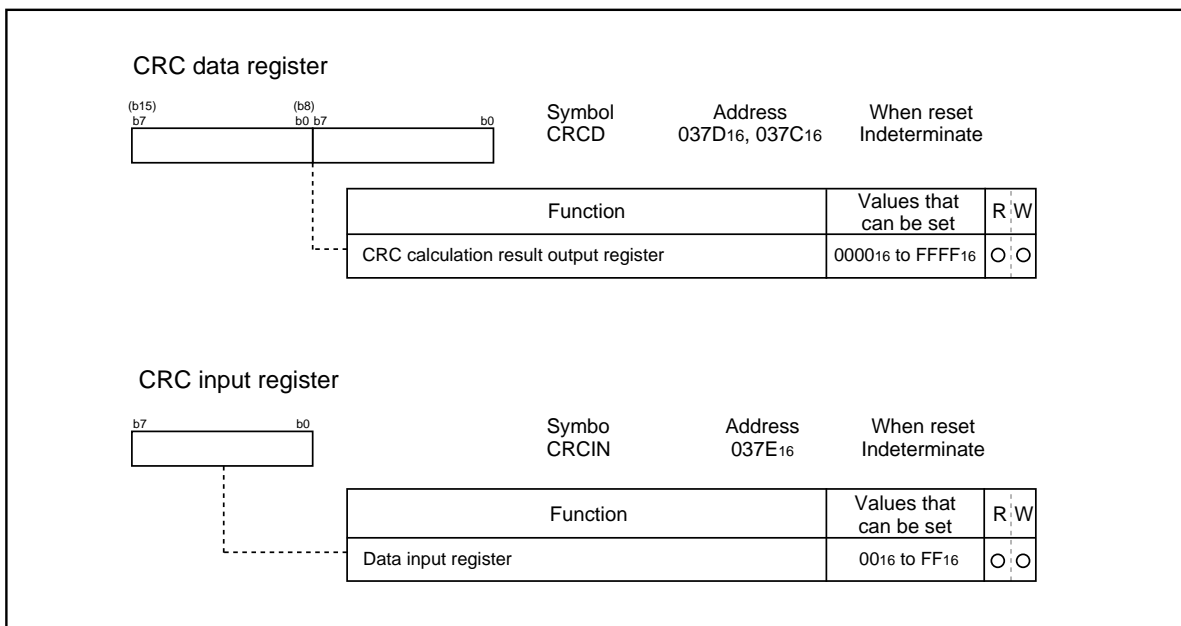 CRC data register
(b15) (b8)
b7 b0 b7 b0
Symbol Address When reset
CRCD 037D16, 037C16 Indeterminate
Function Values that can be set R W
CRC calculation result output register 000016 to FFFF16 O O
CRC input register
b7 b0
Symbo Address When reset
CRCIN 037E16 Indeterminate
Function Values that can be set R W
Data input register 0016 to FF16 O O